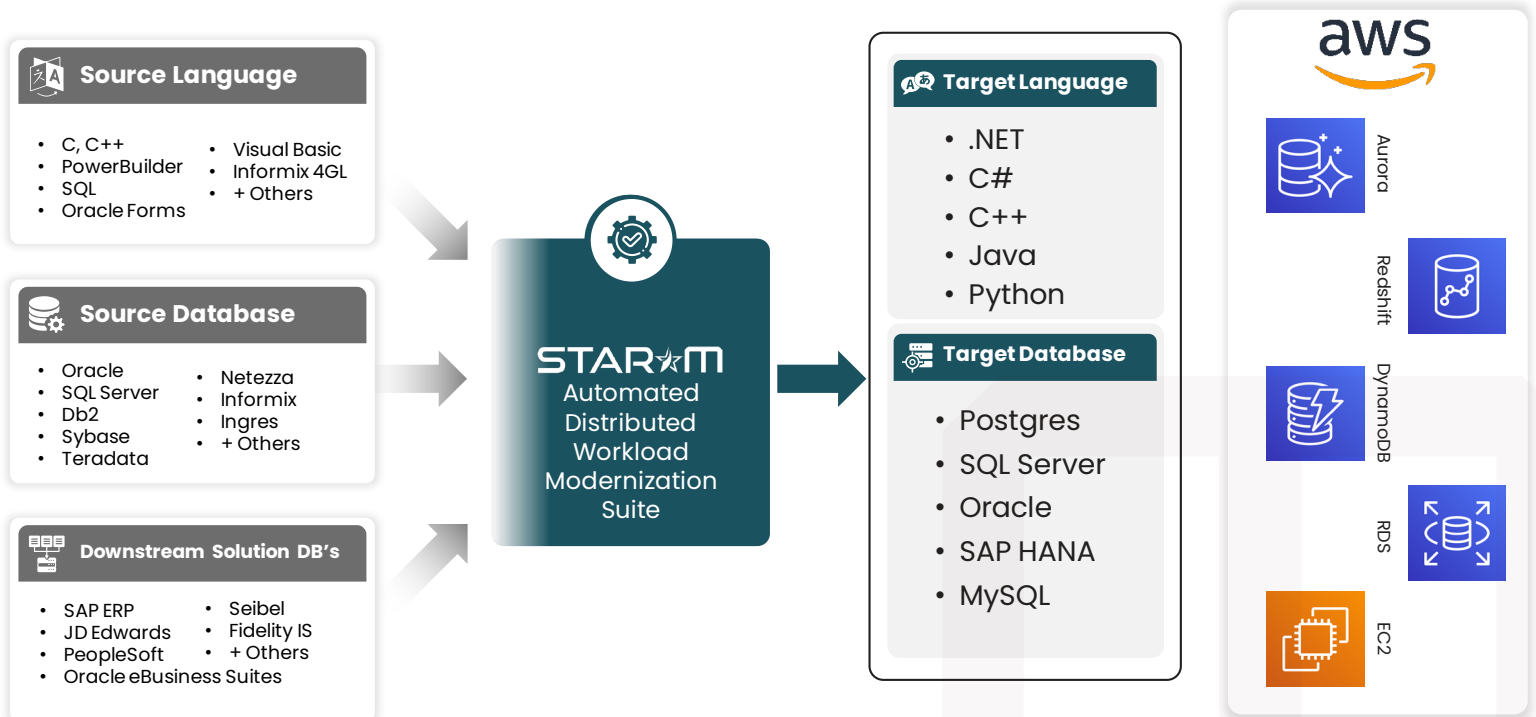 Source Language
C, C++
PowerBuilder
SQL
Oracle Forms
Visual Basic
Informix 4GL
+ Others
Source Database
Oracle
SQL Server
Db2
Sybase
Teradata
Netezza
Informix
Ingres
+ Others
Downstream Solution DB's
SAP ERP
JD Edwards
PeopleSoft
Oracle eBusiness Suites
Seibel
Fidelity IS
+ Others
STAR M
Automated
Distributed
Workload
Modernization
Suite
Target Language
.NET
C#
C++
Java
Python
Target Database
Postgres
SQL Server
Oracle
SAP HANA
MySQL
aws
Aurora
Redshift
DynamoDB
RDS
EC2